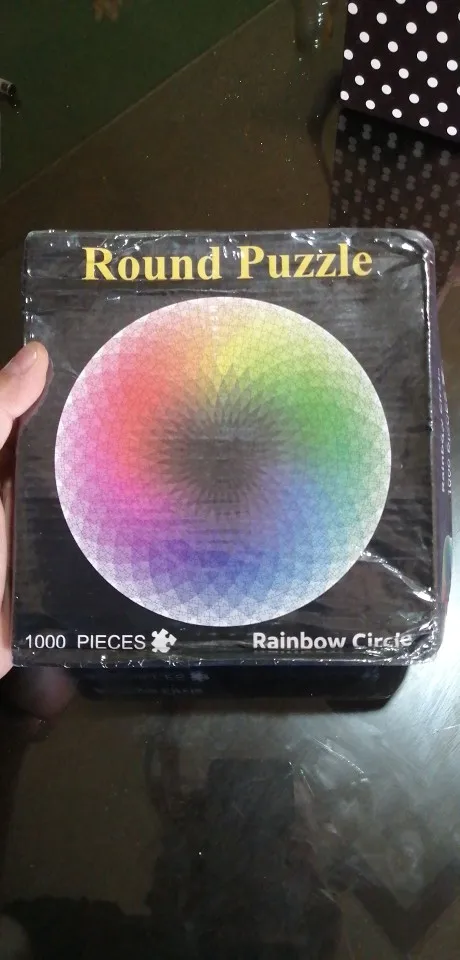 Round Puzzle
1000 PIECES
Rainbow Circle